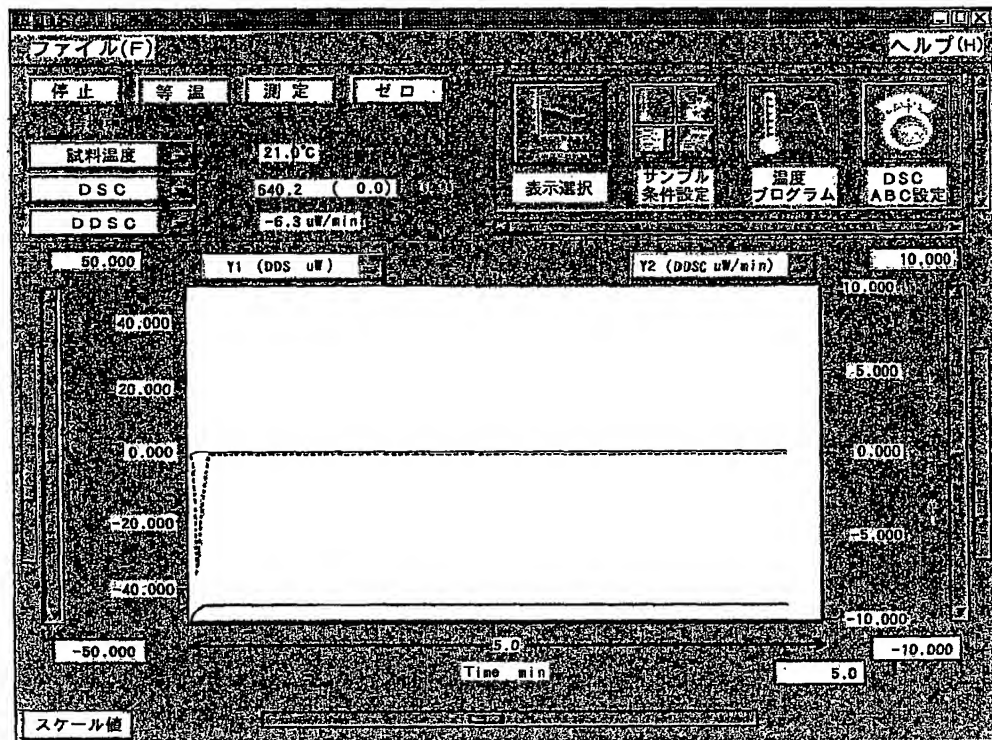 ファイル(F)
ヘルプ(H)
停止
等温
測定
ゼロ
試料温度
21.0℃
DSC
640.2 ( 0.0)
DDSC
-6.3 uW/min
表示選択
サンプル
条件設定
温度
プログラム
DSC
ABC設定
50.000
Y1 (DDS uW)
Y2 (DDSC uW/min)
10.000
10.000
40.000
5.000
20.000
0.000
0.000
-20.000
-5.000
-40.000
-10.000
-50.000
5.0
-10.000
Time min
5.0
スケール値